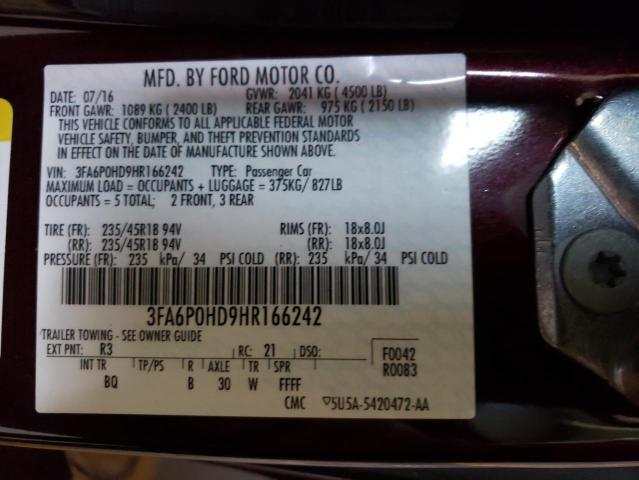 MFD. BY FORD MOTOR CO.
DATE: 07/16 GVWR: 2041 KG ( 4500 LB)
FRONT GAWR: 1089 KG ( 2400 LB) REAR GAWR: 975 KG ( 2150 LB)
THIS VEHICLE CONFORMS TO ALL APPLICABLE FEDERAL MOTOR
VEHICLE SAFETY, BUMPER, AND THEFT PREVENTION STANDARDS
IN EFFECT ON THE DATE OF MANUFACTURE SHOWN ABOVE.
VIN: 3FA6P0HD9HR166242 TYPE: Passenger Car
MAXIMUM LOAD = OCCUPANTS + LUGGAGE = 375KG/ 827LB
OCCUPANTS = 5 TOTAL; 2 FRONT, 3 REAR
TIRE (FR): 235/45R18 94V RIMS (FR): 18x8.0J
(RR): 235/45R18 94V (RR): 18x8.0J
PRESSURE (FR): 235 kPa/ 34 PSI COLD (RR): 235 kPa/ 34 PSI COLD
3FA6P0HD9HR166242
TRAILER TOWING - SEE OWNER GUIDE
EXT PNT: R3 RC: 21 DSO: F0042
R0083
INT TR TP/PS R AXLE TR SPR
BQ B 30 W FFFF
CMC 5U5A-5420472-AA